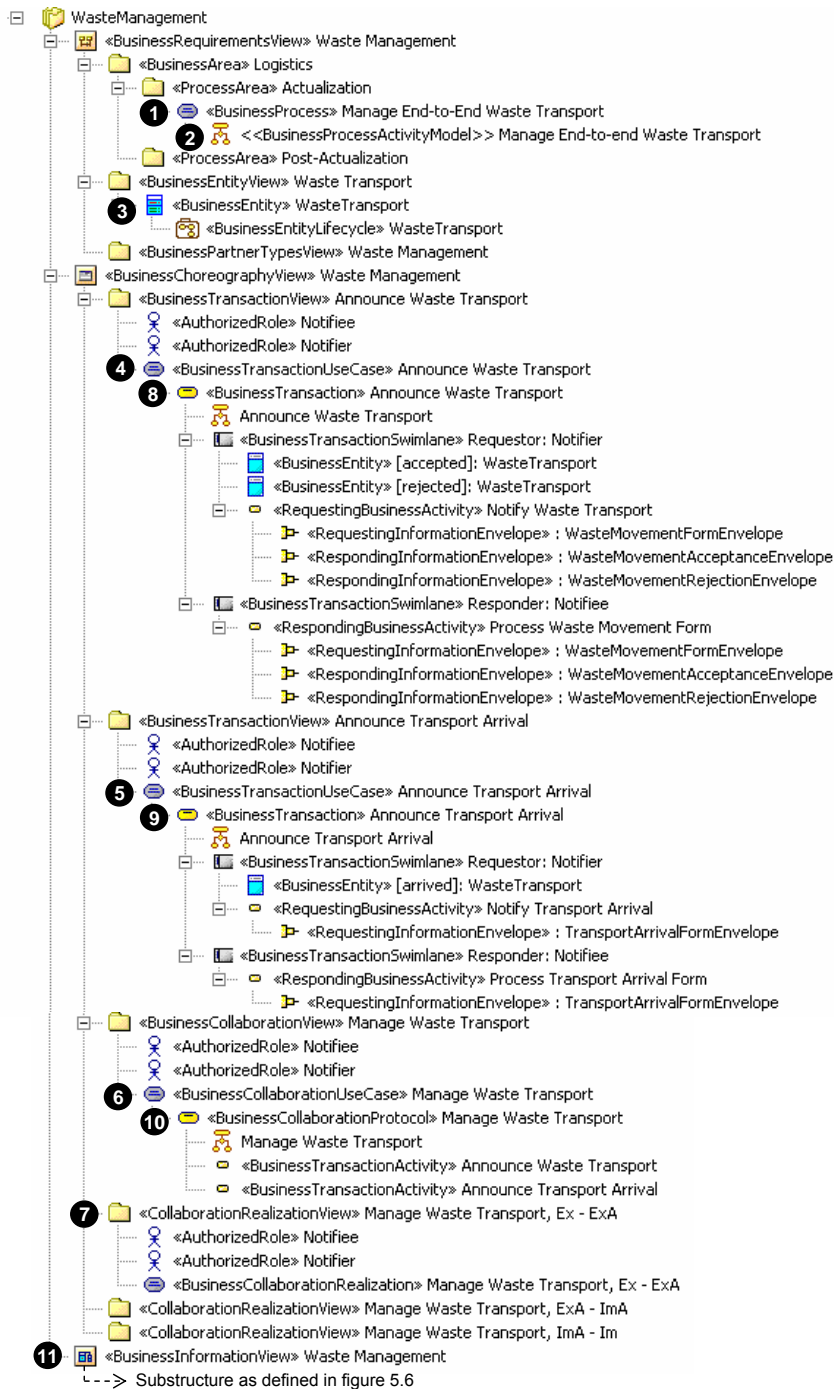 WasteManagement
«BusinessRequirementsView» Waste Management
«BusinessArea» Logistics
«ProcessArea» Actualization
1 «BusinessProcess» Manage End-to-End Waste Transport
2 <<BusinessProcessActivityModel>> Manage End-to-end Waste Transport
«ProcessArea» Post-Actualization
«BusinessEntityView» Waste Transport
3 «BusinessEntity» WasteTransport
«BusinessEntityLifecycle» WasteTransport
«BusinessPartnerTypesView» Waste Management
«BusinessChoreographyView» Waste Management
«BusinessTransactionView» Announce Waste Transport
«AuthorizedRole» Notifiee
«AuthorizedRole» Notifier
4 «BusinessTransactionUseCase» Announce Waste Transport
8 «BusinessTransaction» Announce Waste Transport
Announce Waste Transport
«BusinessTransactionSwimlane» Requestor: Notifier
«BusinessEntity» [accepted]: WasteTransport
«BusinessEntity» [rejected]: WasteTransport
«RequestingBusinessActivity» Notify Waste Transport
«RequestingInformationEnvelope» : WasteMovementFormEnvelope
«RespondingInformationEnvelope» : WasteMovementAcceptanceEnvelope
«RespondingInformationEnvelope» : WasteMovementRejectionEnvelope
«BusinessTransactionSwimlane» Responder: Notifiee
«RespondingBusinessActivity» Process Waste Movement Form
«RequestingInformationEnvelope» : WasteMovementFormEnvelope
«RespondingInformationEnvelope» : WasteMovementAcceptanceEnvelope
«RespondingInformationEnvelope» : WasteMovementRejectionEnvelope
«BusinessTransactionView» Announce Transport Arrival
«AuthorizedRole» Notifiee
«AuthorizedRole» Notifier
5 «BusinessTransactionUseCase» Announce Transport Arrival
9 «BusinessTransaction» Announce Transport Arrival
Announce Transport Arrival
«BusinessTransactionSwimlane» Requestor: Notifier
«BusinessEntity» [arrived]: WasteTransport
«RequestingBusinessActivity» Notify Transport Arrival
«RequestingInformationEnvelope» : TransportArrivalFormEnvelope
«BusinessTransactionSwimlane» Responder: Notifiee
«RespondingBusinessActivity» Process Transport Arrival Form
«RequestingInformationEnvelope» : TransportArrivalFormEnvelope
«BusinessCollaborationView» Manage Waste Transport
«AuthorizedRole» Notifiee
«AuthorizedRole» Notifier
6 «BusinessCollaborationUseCase» Manage Waste Transport
10 «BusinessCollaborationProtocol» Manage Waste Transport
Manage Waste Transport
«BusinessTransactionActivity» Announce Waste Transport
«BusinessTransactionActivity» Announce Transport Arrival
7 «CollaborationRealizationView» Manage Waste Transport, Ex - ExA
«AuthorizedRole» Notifiee
«AuthorizedRole» Notifier
«BusinessCollaborationRealization» Manage Waste Transport, Ex - ExA
«CollaborationRealizationView» Manage Waste Transport, ExA - ImA
«CollaborationRealizationView» Manage Waste Transport, ImA - Im
11 «BusinessInformationView» Waste Management
Substructure as defined in figure 5.6